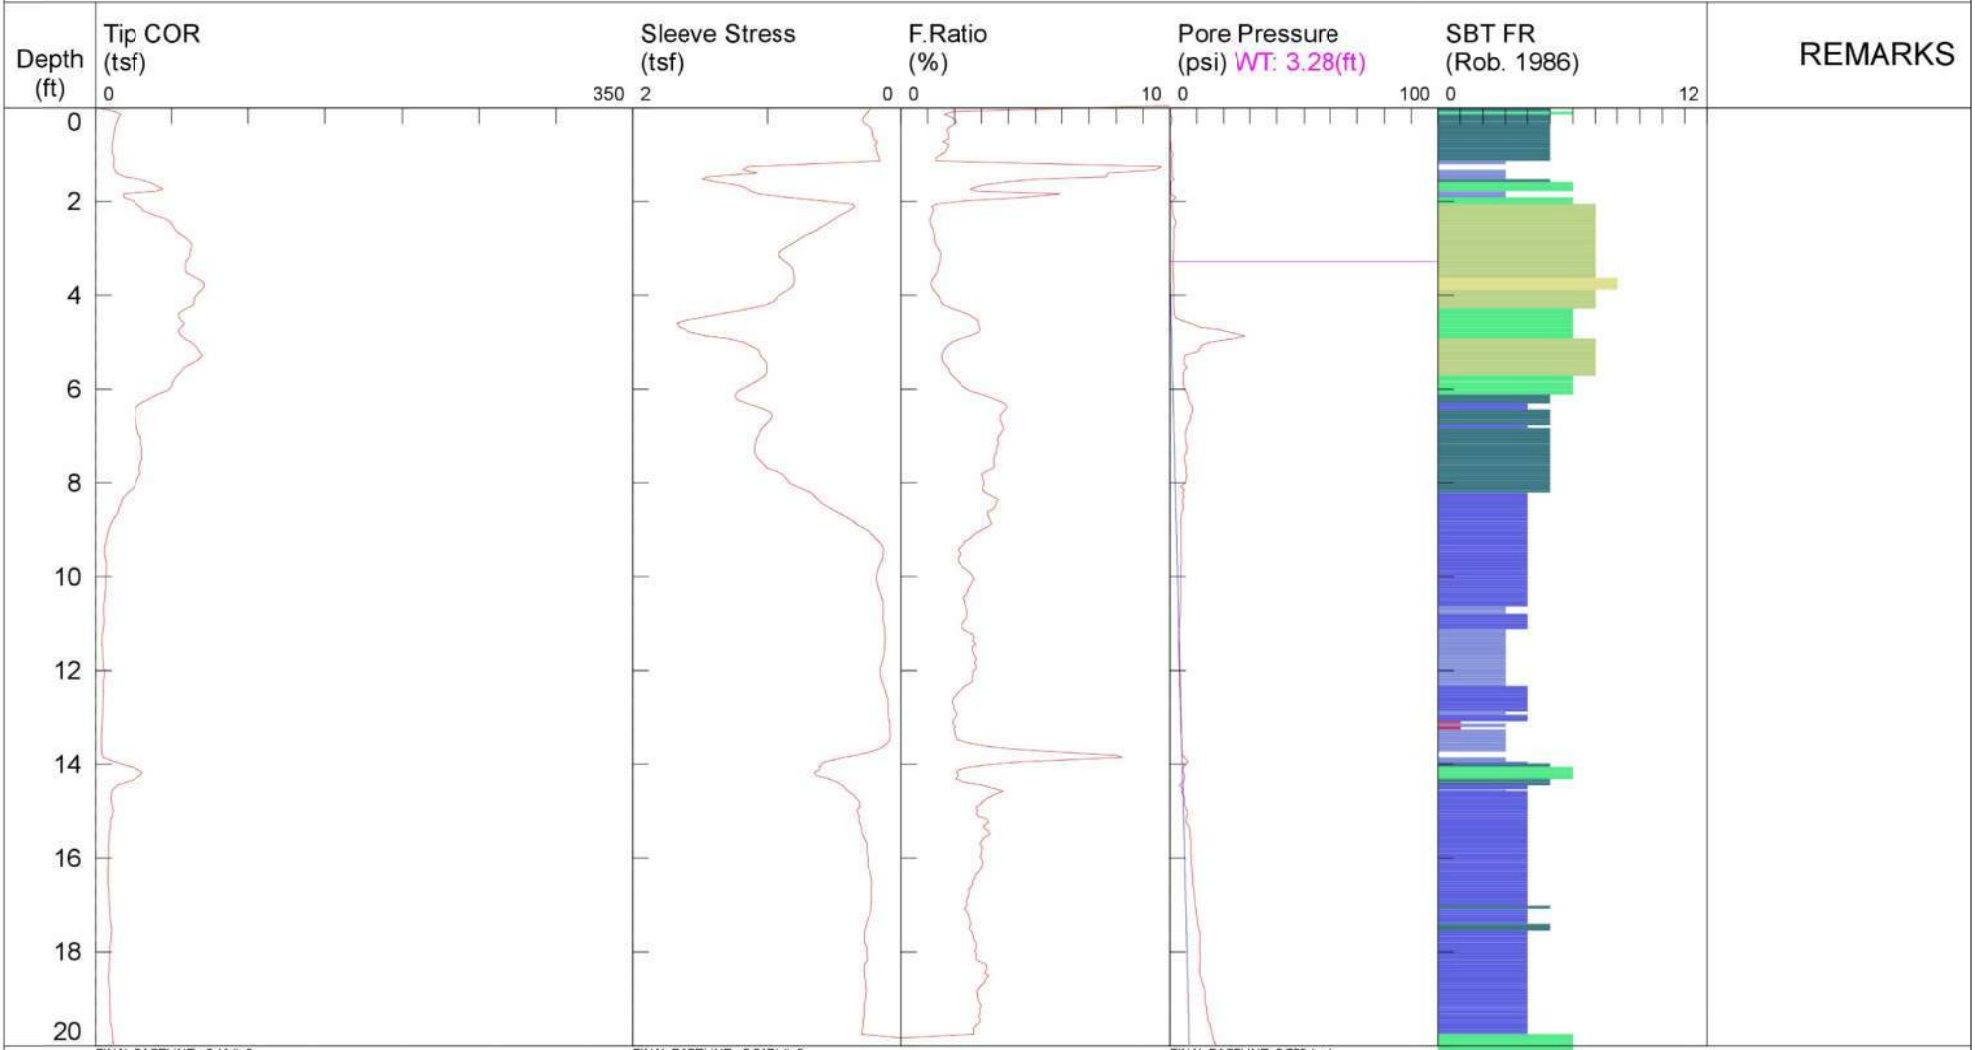 Depth
(ft)
Tip COR
(tsf)
0 350
Sleeve Stress
(tsf)
2 0
F.Ratio
(%)
0 10
Pore Pressure
(psi) WT: 3.28(ft)
0 100
SBT FR
(Rob. 1986)
0 12
REMARKS
0
2
4
6
8
10
12
14
16
18
20